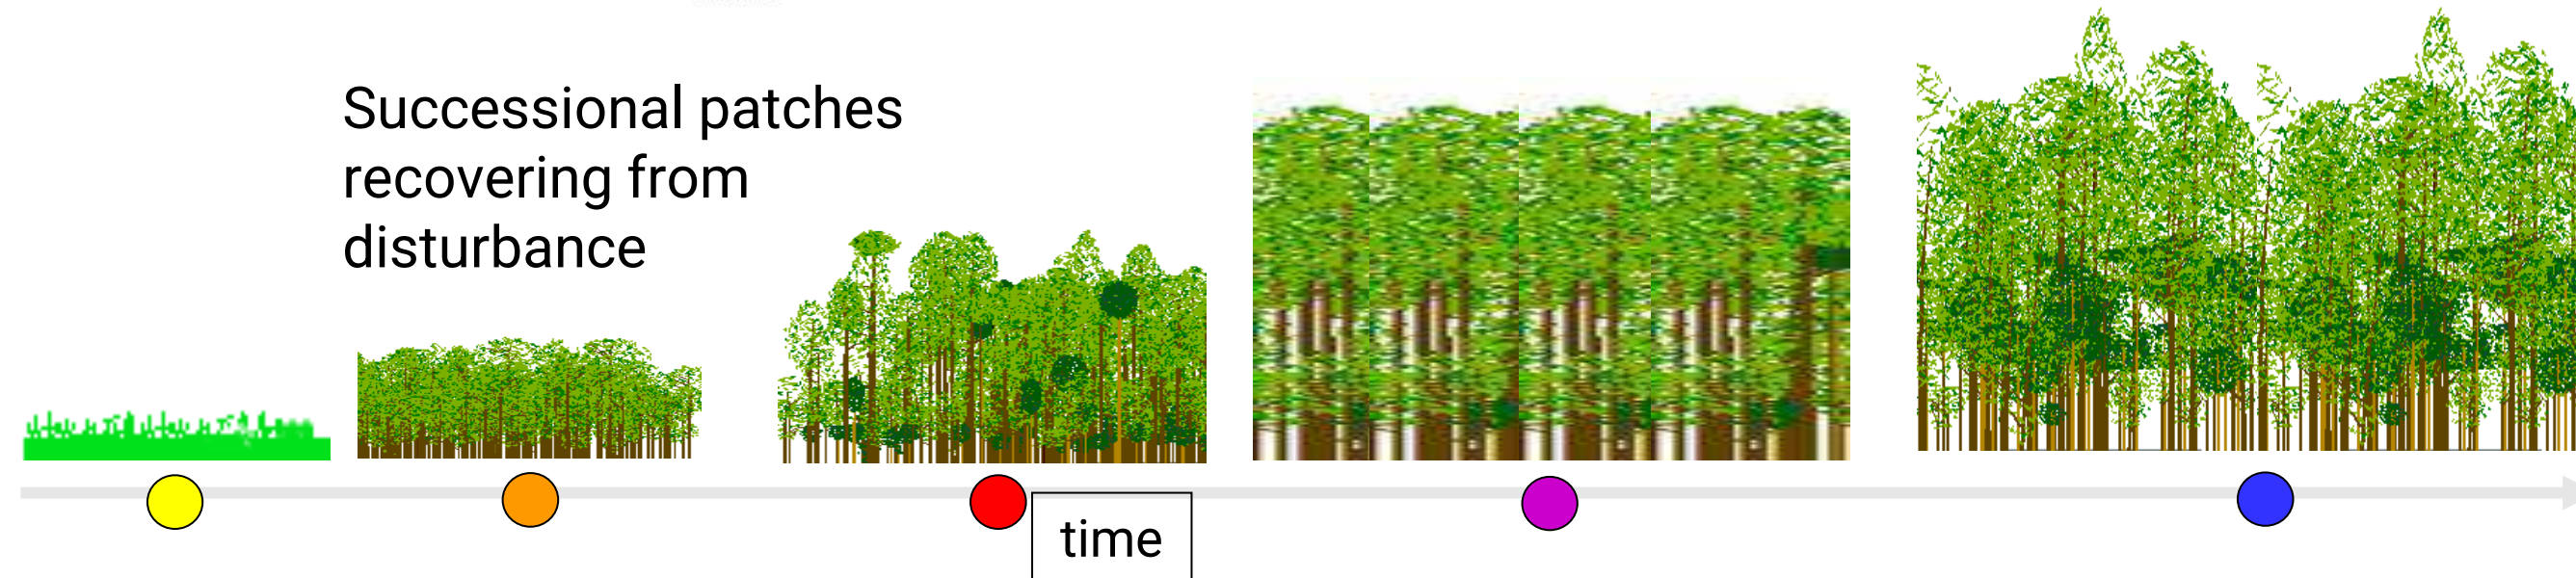 Successional patches
recovering from
disturbance
time